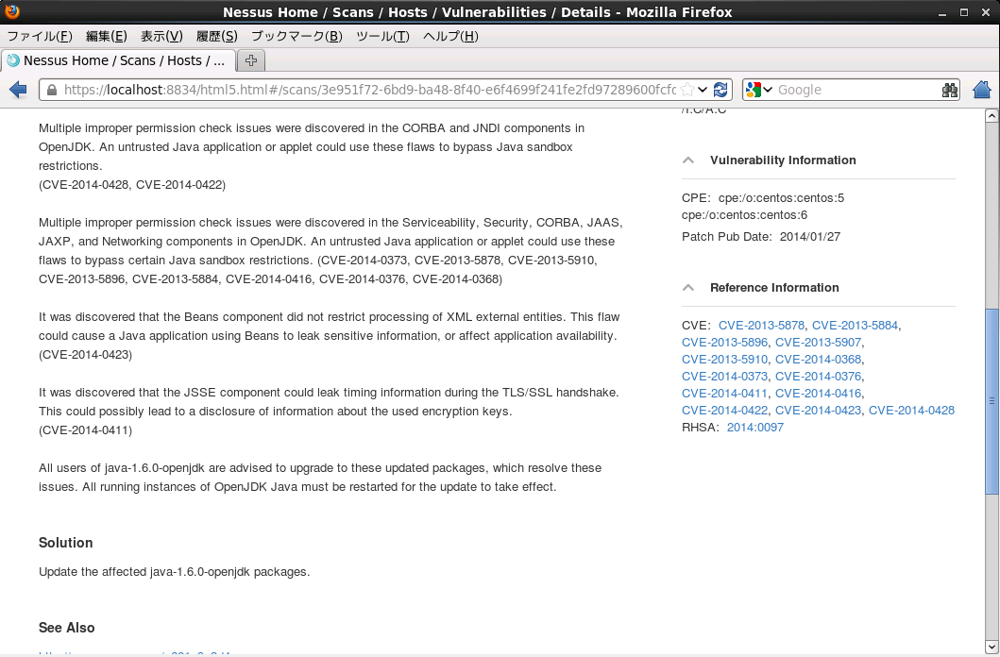 Nessus Home / Scans / Hosts / Vulnerabilities / Details - Mozilla Firefox
ファイル(F) 編集(E) 表示(V) 履歴(S) ブックマーク(B) ツール(T) ヘルプ(H)
Nessus Home / Scans / Hosts / ...
https://localhost:8834/html5.html#/scans/3e951f72-6bd9-ba48-8f40-e6f4699f241fe2fd97289600fcfc
Google
Multiple improper permission check issues were discovered in the CORBA and JNDI components in
OpenJDK. An untrusted Java application or applet could use these flaws to bypass Java sandbox
restrictions.
(CVE-2014-0428, CVE-2014-0422)
Multiple improper permission check issues were discovered in the Serviceability, Security, CORBA, JAAS,
JAXP, and Networking components in OpenJDK. An untrusted Java application or applet could use these
flaws to bypass certain Java sandbox restrictions. (CVE-2014-0373, CVE-2013-5878, CVE-2013-5910,
CVE-2013-5896, CVE-2013-5884, CVE-2014-0416, CVE-2014-0376, CVE-2014-0368)
It was discovered that the Beans component did not restrict processing of XML external entities. This flaw
could cause a Java application using Beans to leak sensitive information, or affect application availability.
(CVE-2014-0423)
It was discovered that the JSSE component could leak timing information during the TLS/SSL handshake.
This could possibly lead to a disclosure of information about the used encryption keys.
(CVE-2014-0411)
All users of java-1.6.0-openjdk are advised to upgrade to these updated packages, which resolve these
issues. All running instances of OpenJDK Java must be restarted for the update to take effect.
Solution
Update the affected java-1.6.0-openjdk packages.
See Also
/I:C/A:C
Vulnerability Information
CPE: cpe:/o:centos:centos:5
cpe:/o:centos:centos:6
Patch Pub Date: 2014/01/27
Reference Information
CVE: CVE-2013-5878, CVE-2013-5884,
CVE-2013-5896, CVE-2013-5907,
CVE-2013-5910, CVE-2014-0368,
CVE-2014-0373, CVE-2014-0376,
CVE-2014-0411, CVE-2014-0416,
CVE-2014-0422, CVE-2014-0423, CVE-2014-0428
RHSA: 2014:0097